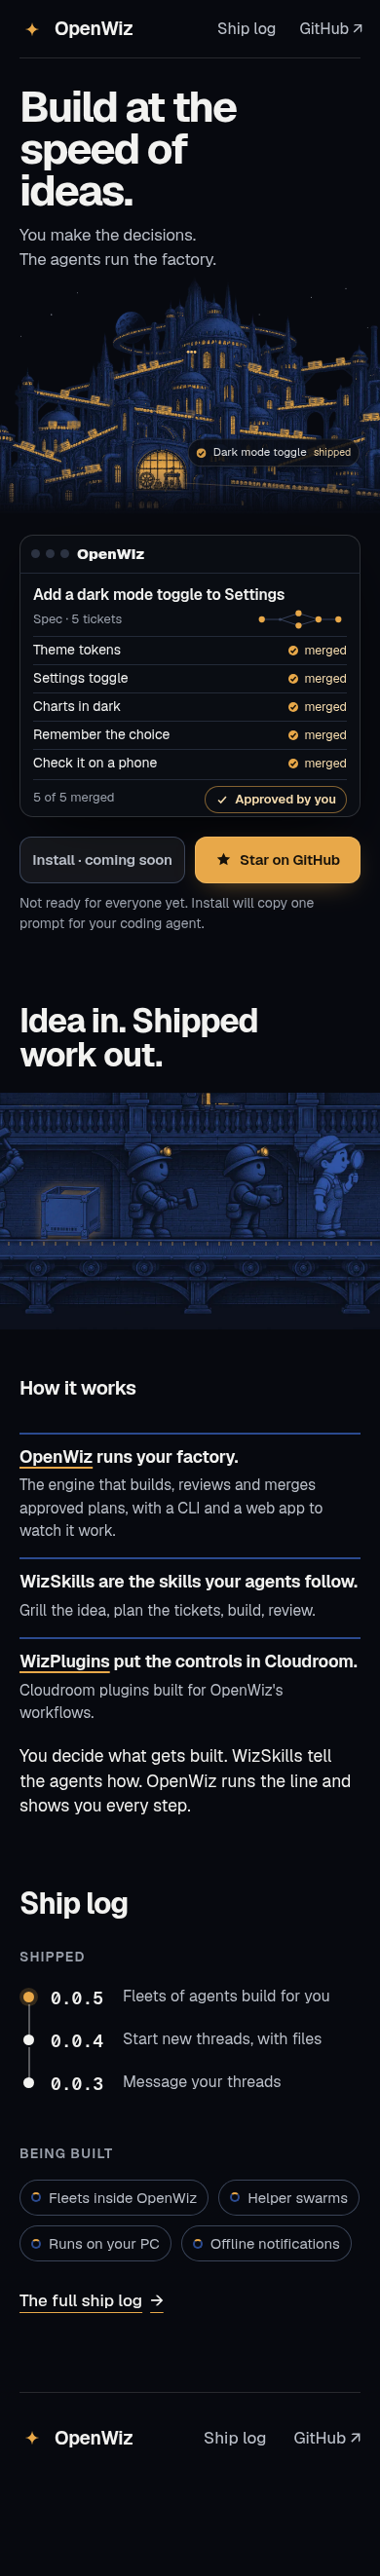 OpenWiz
Ship log
GitHub ↗
Build at the
speed of
ideas.
You make the decisions.
The agents run the factory.
Dark mode toggle shipped
OpenWiz
Add a dark mode toggle to Settings
Spec · 5 tickets
Theme tokens merged
Settings toggle merged
Charts in dark merged
Remember the choice merged
Check it on a phone merged
5 of 5 merged
Approved by you
Install · coming soon
Star on GitHub
Not ready for everyone yet. Install will copy one
prompt for your coding agent.
Idea in. Shipped
work out.
How it works
OpenWiz runs your factory.
The engine that builds, reviews and merges
approved plans, with a CLI and a web app to
watch it work.
WizSkills are the skills your agents follow.
Grill the idea, plan the tickets, build, review.
WizPlugins put the controls in Cloudroom.
Cloudroom plugins built for OpenWiz's
workflows.
You decide what gets built. WizSkills tell
the agents how. OpenWiz runs the line and
shows you every step.
Ship log
SHIPPED
0.0.5 Fleets of agents build for you
0.0.4 Start new threads, with files
0.0.3 Message your threads
BEING BUILT
Fleets inside OpenWiz
Helper swarms
Runs on your PC
Offline notifications
The full ship log →
OpenWiz
Ship log
GitHub ↗